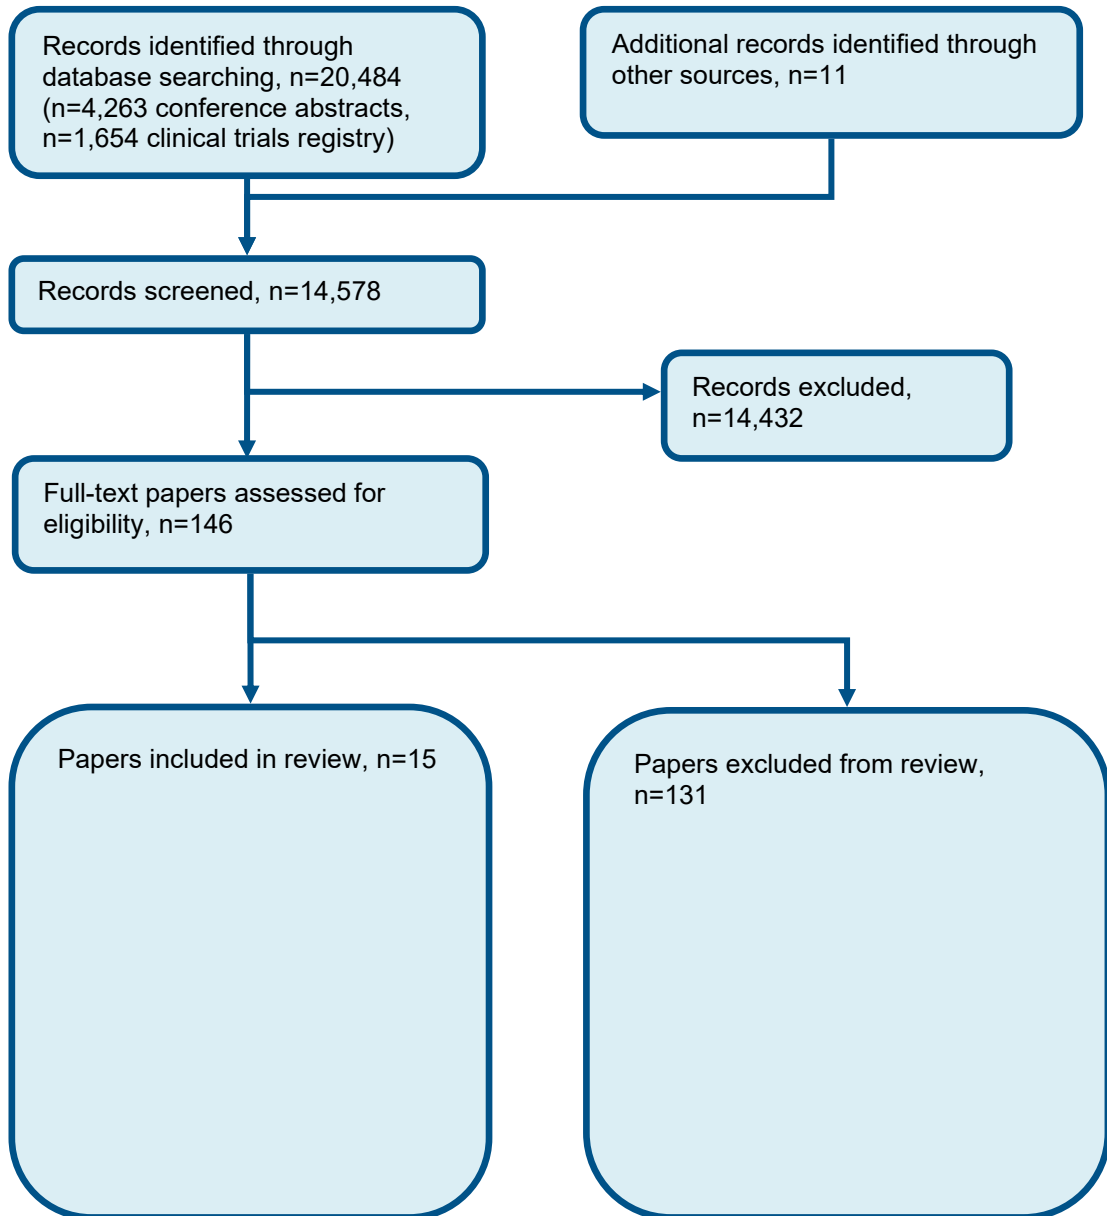 Records identified through
database searching, n=20,484
(n=4,263 conference abstracts,
n=1,654 clinical trials registry)
Additional records identified through
other sources, n=11
Records screened, n=14,578
Records excluded,
n=14,432
Full-text papers assessed for
eligibility, n=146
Papers included in review, n=15
Papers excluded from review,
n=131